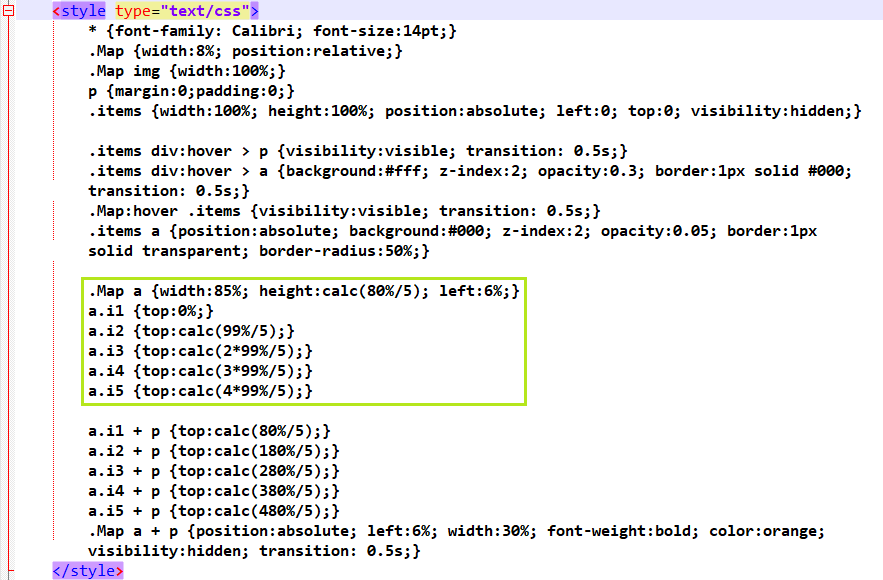 <style type="text/css">
* {font-family: Calibri; font-size:14pt;}
.Map {width:8%; position:relative;}
.Map img {width:100%;}
p {margin:0;padding:0;}
.items {width:100%; height:100%; position:absolute; left:0; top:0; visibility:hidden;}
.items div:hover > p {visibility:visible; transition: 0.5s;}
.items div:hover > a {background:#fff; z-index:2; opacity:0.3; border:1px solid #000;
transition: 0.5s;}
.Map:hover .items {visibility:visible; transition: 0.5s;}
.items a {position:absolute; background:#000; z-index:2; opacity:0.05; border:1px
solid transparent; border-radius:50%;}
.Map a {width:85%; height:calc(80%/5); left:6%;}
a.i1 {top:0%;}
a.i2 {top:calc(99%/5);}
a.i3 {top:calc(2*99%/5);}
a.i4 {top:calc(3*99%/5);}
a.i5 {top:calc(4*99%/5);}
a.i1 + p {top:calc(80%/5);}
a.i2 + p {top:calc(180%/5);}
a.i3 + p {top:calc(280%/5);}
a.i4 + p {top:calc(380%/5);}
a.i5 + p {top:calc(480%/5);}
.Map a + p {position:absolute; left:6%; width:30%; font-weight:bold; color:orange;
visibility:hidden; transition: 0.5s;}
</style>